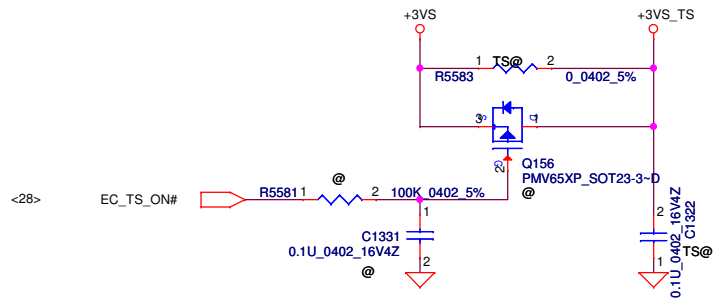 +3VS
+3VS_TS
1
TS@
2
R5583
0_0402_5%
3
S
D
1
G
2
Q156
PMV65XP_SOT23-3~D
@
<28>
EC_TS_ON#
R5581
1
@
2
100K_0402_5%
1
C1331
0.1U_0402_16V4Z
2
@
2
C1322
0.1U_0402_16V4Z
TS@
1